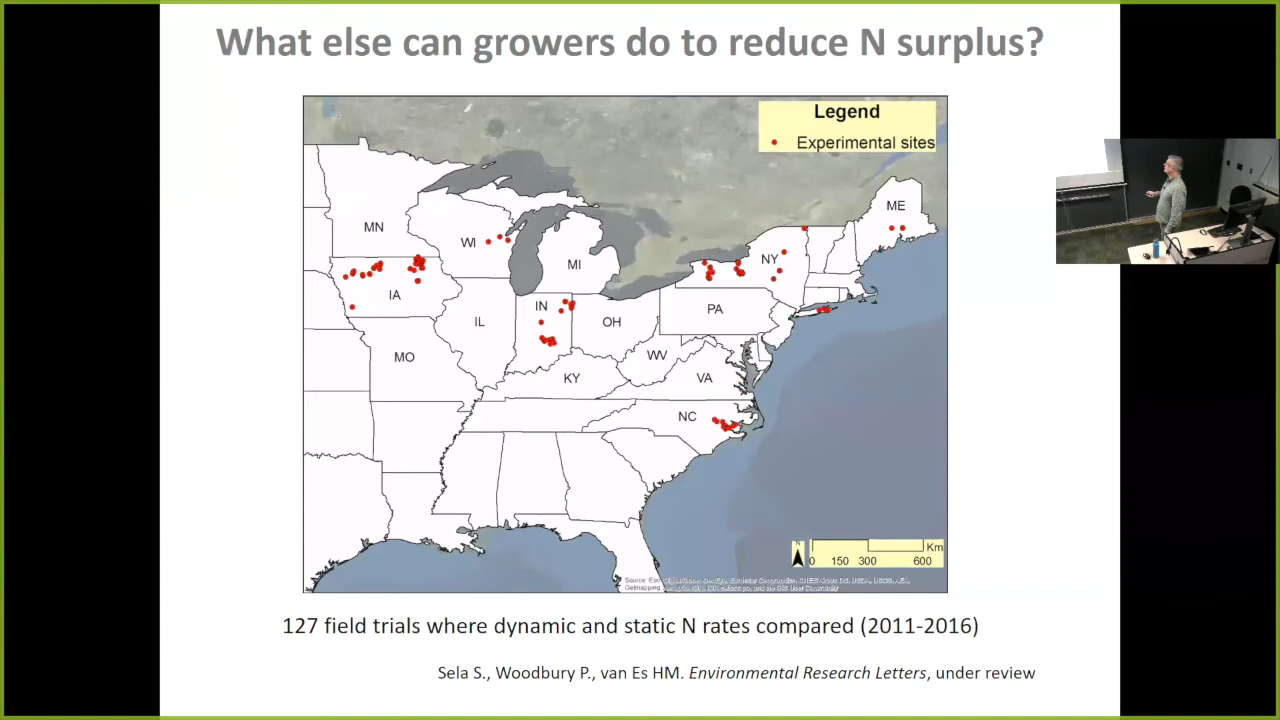 What else can growers do to reduce N surplus?
Legend
Experimental sites
ME
MN
WI
NY
MI
IA
IN
IL
OH
PA
MO
WV
KY
VA
NC
N
Km
0 150 300 600
127 field trials where dynamic and static N rates compared (2011-2016)
Sela S., Woodbury P., van Es HM. Environmental Research Letters, under review